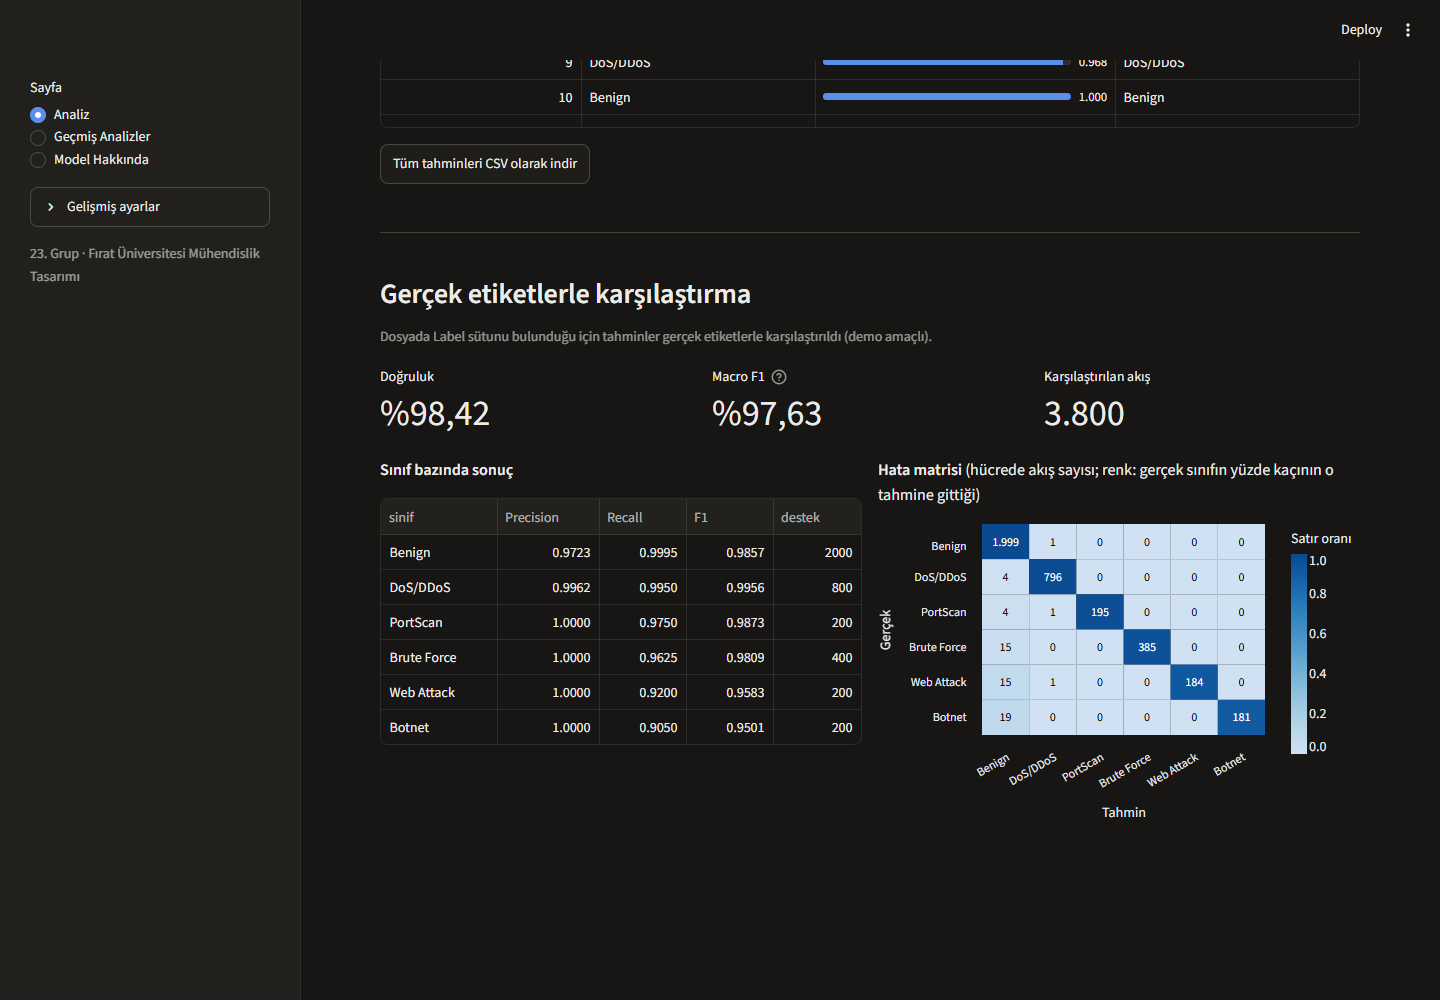 Deploy
Sayfa
Analiz
Geçmiş Analizler
Model Hakkında
Gelişmiş ayarlar
23. Grup · Fırat Üniversitesi Mühendislik
Tasarımı
9 DoS/DDoS 0.968 DoS/DDoS
10 Benign 1.000 Benign
Tüm tahminleri CSV olarak indir
Gerçek etiketlerle karşılaştırma
Dosyada Label sütunu bulunduğu için tahminler gerçek etiketlerle karşılaştırıldı (demo amaçlı).
Doğruluk Macro F1 Karşılaştırılan akış
%98,42 %97,63 3.800
Sınıf bazında sonuç
sinif Precision Recall F1 destek
Benign 0.9723 0.9995 0.9857 2000
DoS/DDoS 0.9962 0.9950 0.9956 800
PortScan 1.0000 0.9750 0.9873 200
Brute Force 1.0000 0.9625 0.9809 400
Web Attack 1.0000 0.9200 0.9583 200
Botnet 1.0000 0.9050 0.9501 200
Hata matrisi (hücrede akış sayısı; renk: gerçek sınıfın yüzde kaçının o
tahmine gittiği)
Gerçek
Benign 1.999 1 0 0 0 0
DoS/DDoS 4 796 0 0 0 0
PortScan 4 1 195 0 0 0
Brute Force 15 0 0 385 0 0
Web Attack 15 1 0 0 184 0
Botnet 19 0 0 0 0 181
Benign DoS/DDoS PortScan Brute Force Web Attack Botnet
Tahmin
Satır oranı
1.0
0.8
0.6
0.4
0.2
0.0